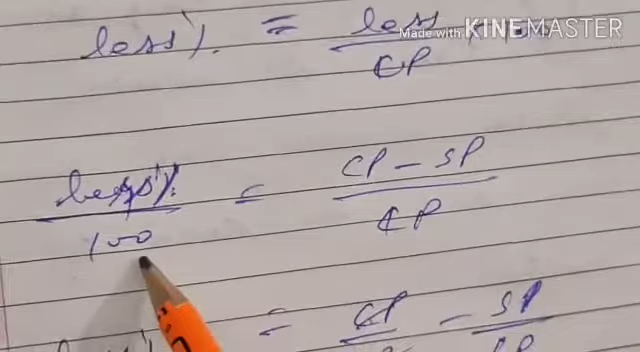 loss % = loss/CP ×
Made with KINEMASTER
loss %/100 = CP - SP/CP
= CP - SP